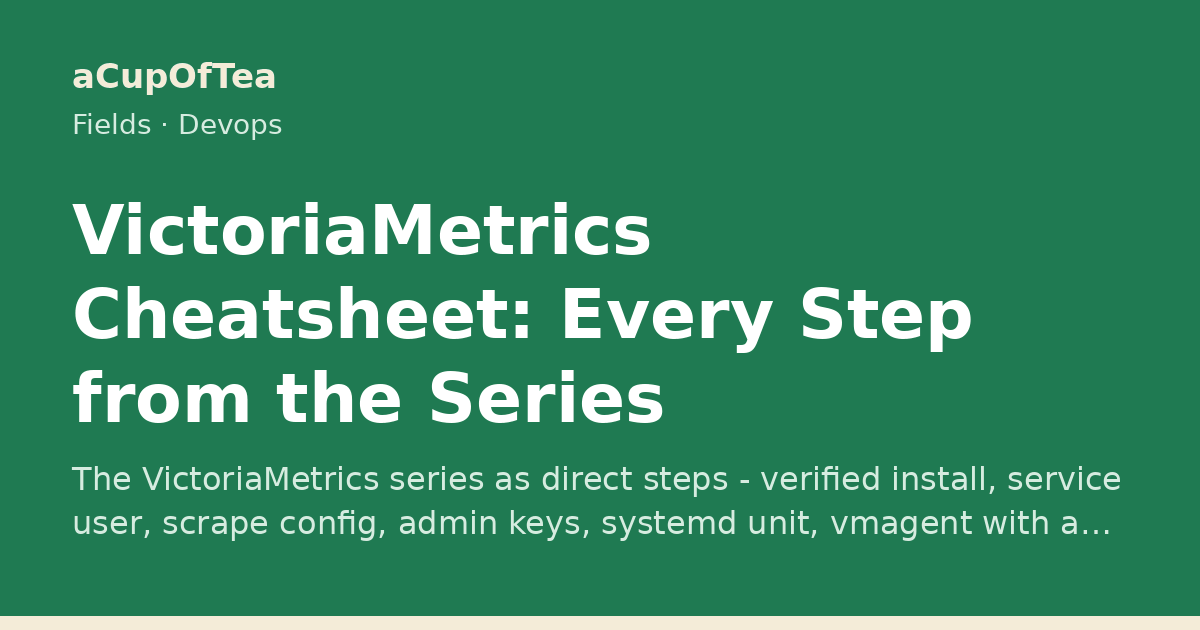 aCupOfTea
Fields · Devops
VictoriaMetrics
Cheatsheet: Every Step
from the Series
The VictoriaMetrics series as direct steps - verified install, service
user, scrape config, admin keys, systemd unit, vmagent with a…